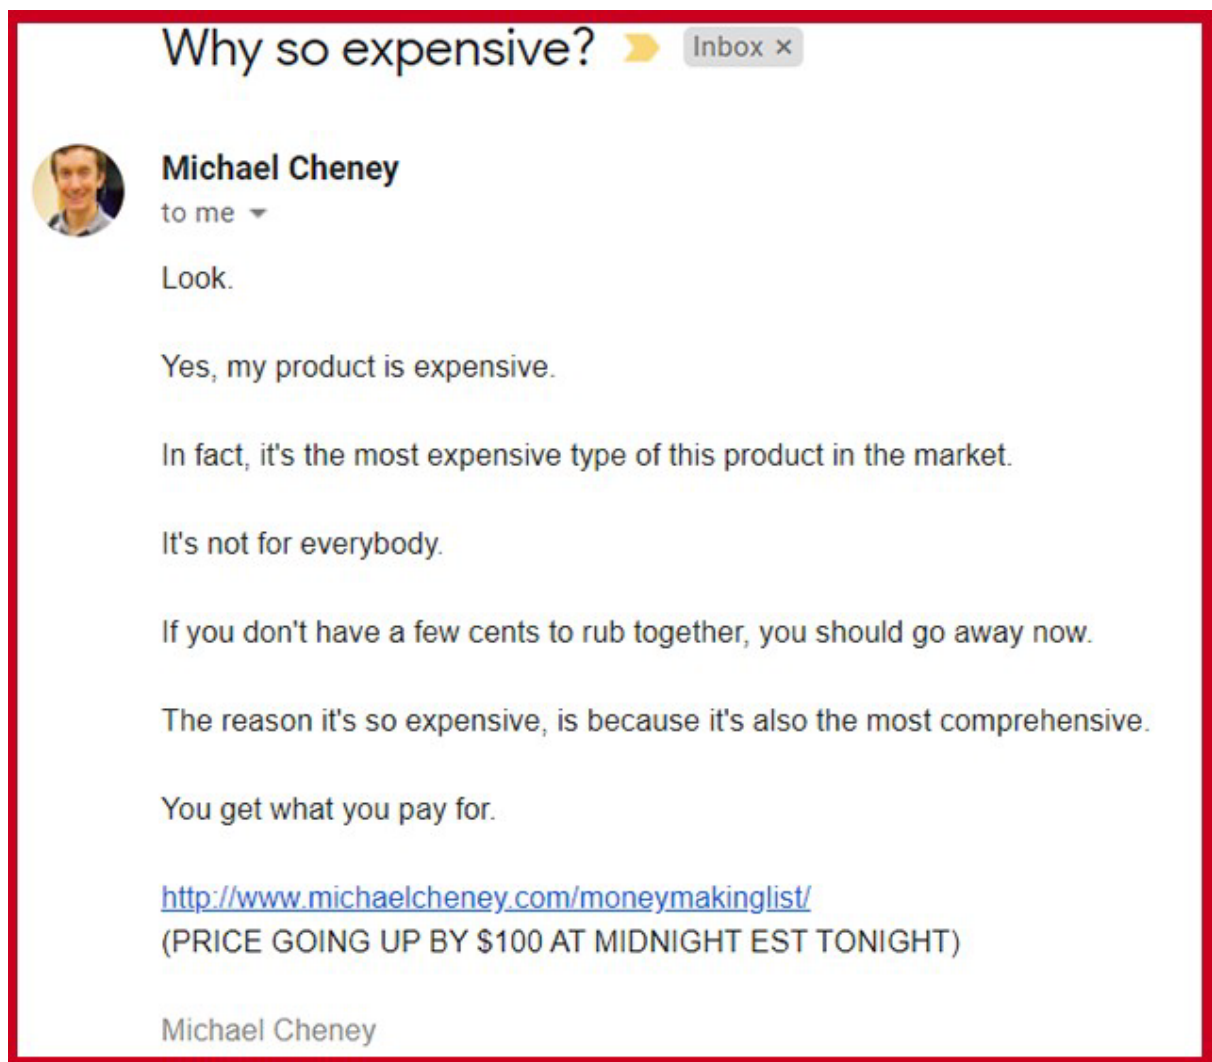 Why so expensive? Inbox ×
Michael Cheney
to me
Look.
Yes, my product is expensive.
In fact, it's the most expensive type of this product in the market.
It's not for everybody.
If you don't have a few cents to rub together, you should go away now.
The reason it's so expensive, is because it's also the most comprehensive.
You get what you pay for.
http://www.michaelcheney.com/moneymakinglist/
(PRICE GOING UP BY $100 AT MIDNIGHT EST TONIGHT)
Michael Cheney